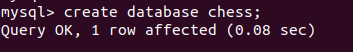 mysql> create database chess;
Query OK, 1 row affected (0.08 sec)